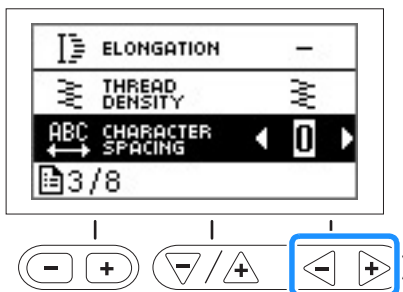 ELONGATION –
THREAD
DENSITY
ABC CHARACTER
SPACING 0
3/8
- + -/+ - +